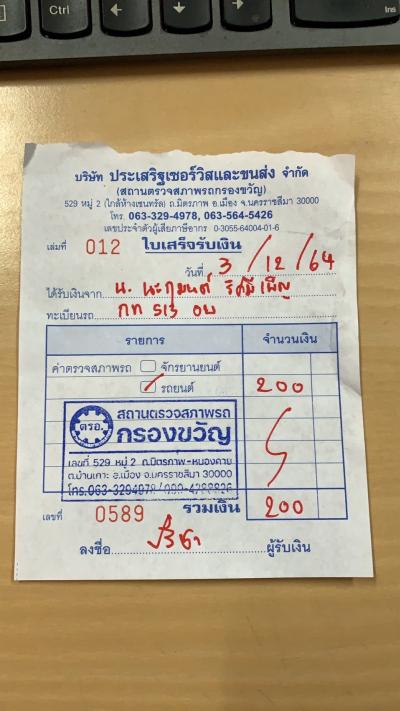 Ctrl
Ins
บริษัท ประเสริฐเซอร์วิสและขนส่ง จำกัด
(สถานตรวจสภาพรถกรองขวัญ)
529 หมู่ 2 (ใกล้ห้างเซนทรัล) ถ.มิตรภาพ อ.เมือง จ.นครราชสีมา 30000
โทร. 063-329-4978, 063-564-5426
เลขประจำตัวผู้เสียภาษีอากร 0-3055-64004-01-6
เล่มที่ 012 ใบเสร็จรับเงิน
วันที่ 3/12/64
ได้รับเงินจาก น.
ทะเบียนรถ กท 513
รายการ จำนวนเงิน
ค่าตรวจสภาพรถ จักรยานยนต์
รถยนต์ 200
ตรอ. สถานตรวจสภาพรถ
กรองขวัญ
เลขที่ 529 หมู่ 2 ถ.มิตรภาพ-หนองคาย
ต.บ้านเกาะ อ.เมือง จ.นครราชสีมา 30000
โทร.063-3294978
เลขที่ 0589 รวมเงิน 200
ลงชื่อ ผู้รับเงิน